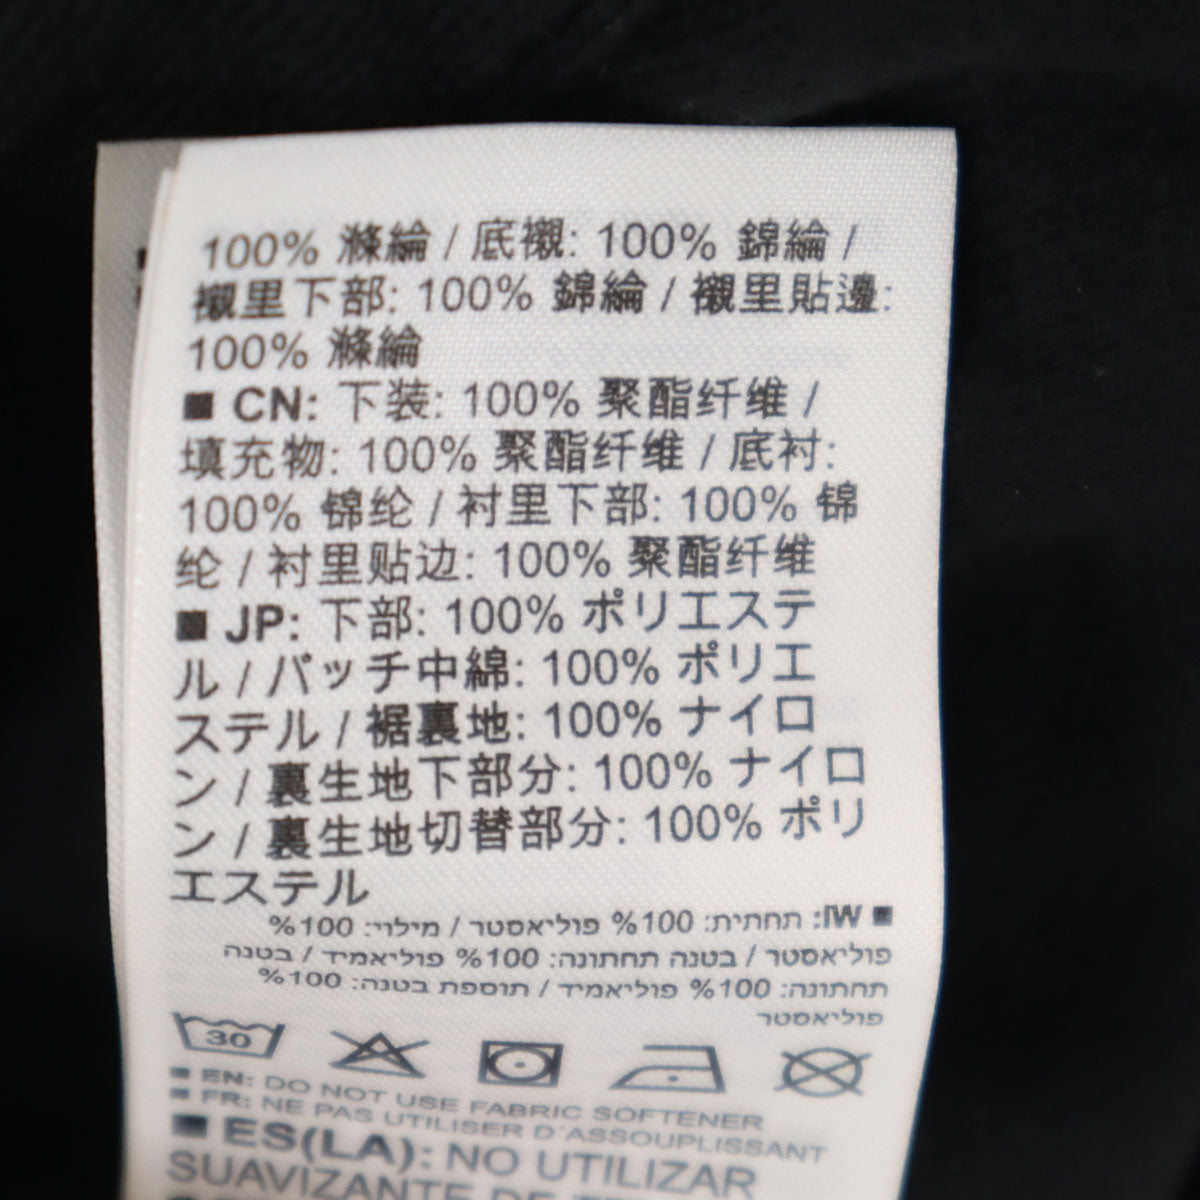 100% 滌綸 / 底襯: 100% 錦綸 /
襯里下部: 100% 錦綸 / 襯里貼邊:
100% 滌綸
■ CN: 下装: 100% 聚酯纤维 /
填充物: 100% 聚酯纤维 / 底衬:
100% 锦纶 / 衬里下部: 100% 锦
纶 / 衬里贴边: 100% 聚酯纤维
■ JP: 下部: 100% ポリエステ
ル / パッチ中綿: 100% ポリエ
ステル / 裾裏地: 100% ナイロ
ン / 裏生地下部分: 100% ナイロ
ン / 裏生地切替部分: 100% ポリ
エステル
■ IW: תחתית: 100% פוליאסטר / מילוי: 100%
פוליאסטר / בטנה תחתונה: 100% פוליאמיד / בטנה
תחתונה: 100% פוליאמיד / תוספת בטנה: 100%
פוליאסטר
30
■ EN: DO NOT USE FABRIC SOFTENER
■ FR: NE PAS UTILISER D'ASSOUPLISSANT
■ ES(LA): NO UTILIZAR
SUAVIZANTE DE